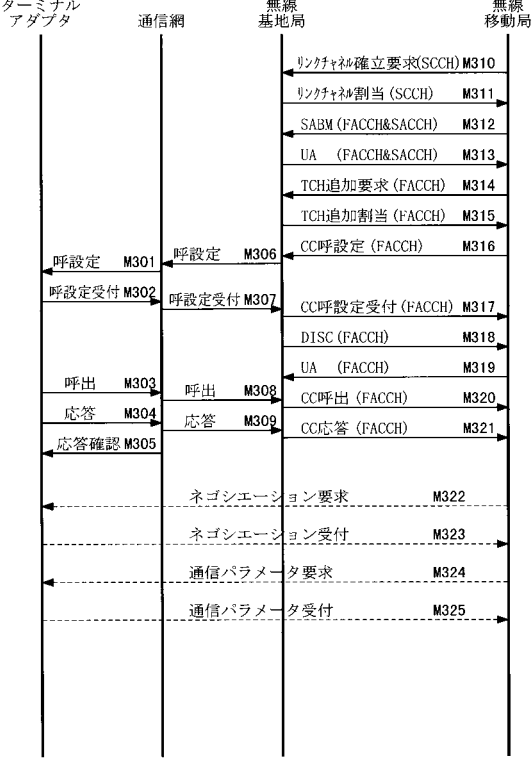 ターミナル
アダプタ
通信網
無線
基地局
無線
移動局
リンクチャネル確立要求(SCCH) M310
リンクチャネル割当 (SCCH) M311
SABM (FACCH&SACCH) M312
UA (FACCH&SACCH) M313
TCH追加要求 (FACCH) M314
TCH追加割当 (FACCH) M315
呼設定 M301
呼設定 M306
CC呼設定 (FACCH) M316
呼設定受付 M302
呼設定受付 M307
CC呼設定受付 (FACCH) M317
DISC (FACCH) M318
UA (FACCH) M319
呼出 M303
呼出 M308
CC呼出 (FACCH) M320
応答 M304
応答 M309
CC応答 (FACCH) M321
応答確認 M305
ネゴシエーション要求 M322
ネゴシエーション受付 M323
通信パラメータ要求 M324
通信パラメータ受付 M325